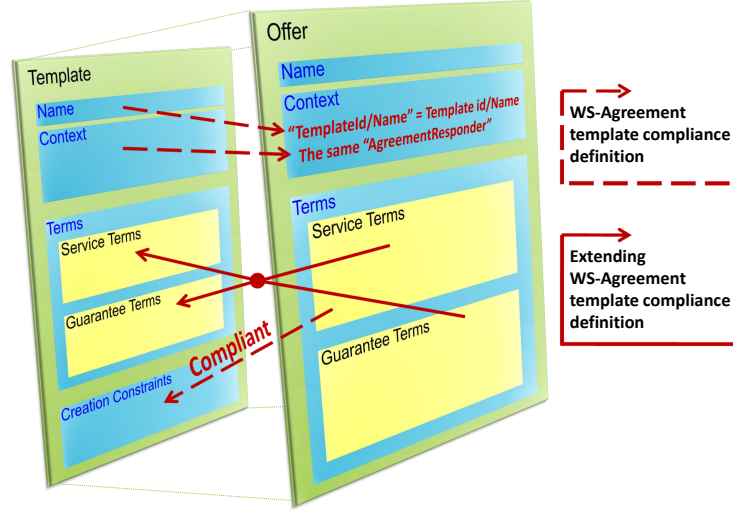 Template
Name
Context
Terms
Service Terms
Guarantee Terms
Creation Constraints
Compliant
Offer
Name
Context
“TemplateId/Name” = Template id/Name
The same “AgreementResponder”
Terms
Service Terms
Guarantee Terms
WS-Agreement
template compliance
definition
Extending
WS-Agreement
template compliance
definition